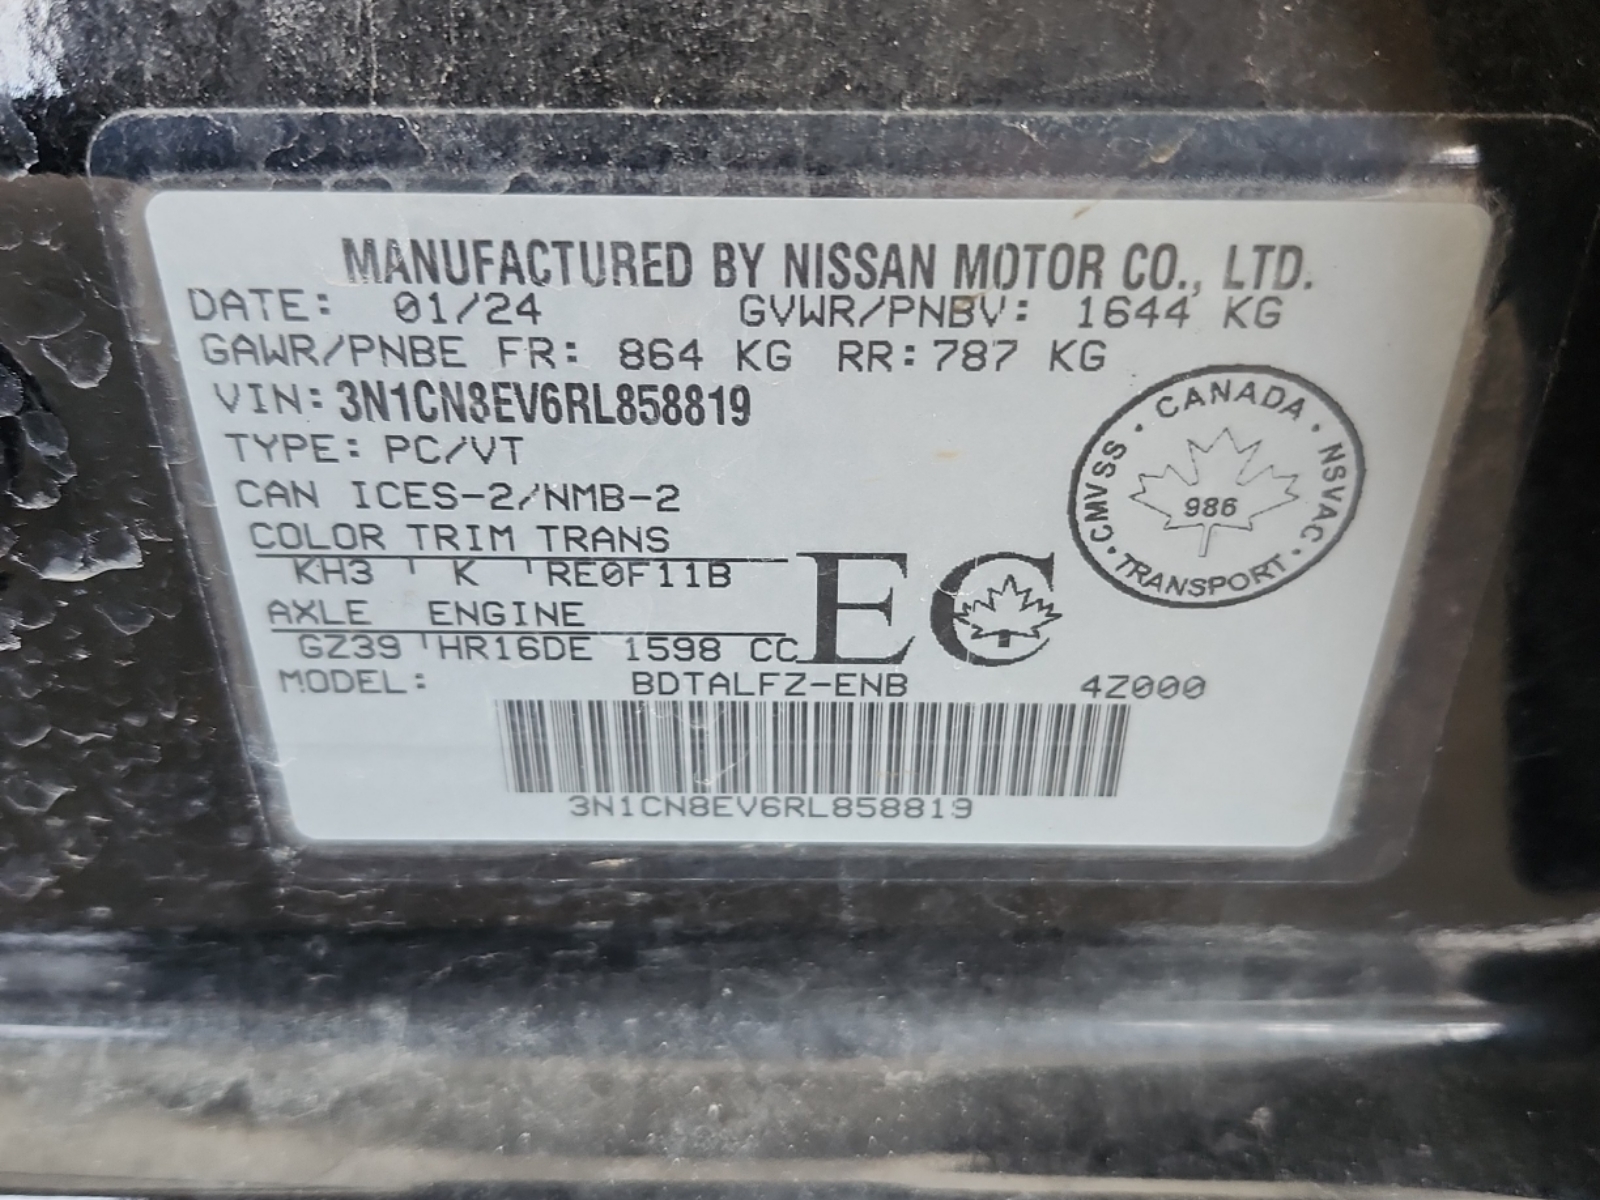 MANUFACTURED BY NISSAN MOTOR CO., LTD.
DATE: 01/24 GVWR/PNBV: 1644 KG
GAWR/PNBE FR: 864 KG RR: 787 KG
VIN: 3N1CN8EV6RL858819
TYPE: PC/VT
CAN ICES-2/NMB-2
COLOR TRIM TRANS
KH3 K RE0F11B
AXLE ENGINE
GZ39 HR16DE 1598 CC
EC
MODEL: BDTALFZ-ENB 4Z000
3N1CN8EV6RL858819
CANADA · NSVAC · TRANSPORT · CMVSS ·
986